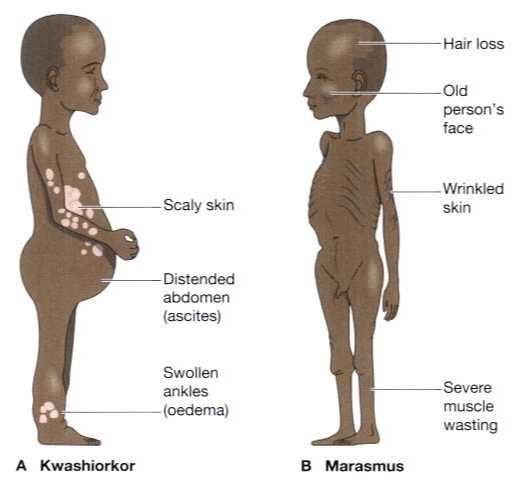 Hair loss
Old
person's
face
Scaly skin
Wrinkled
skin
Distended
abdomen
(ascites)
Swollen
ankles
(oedema)
Severe
muscle
wasting
A Kwashiorkor
B Marasmus